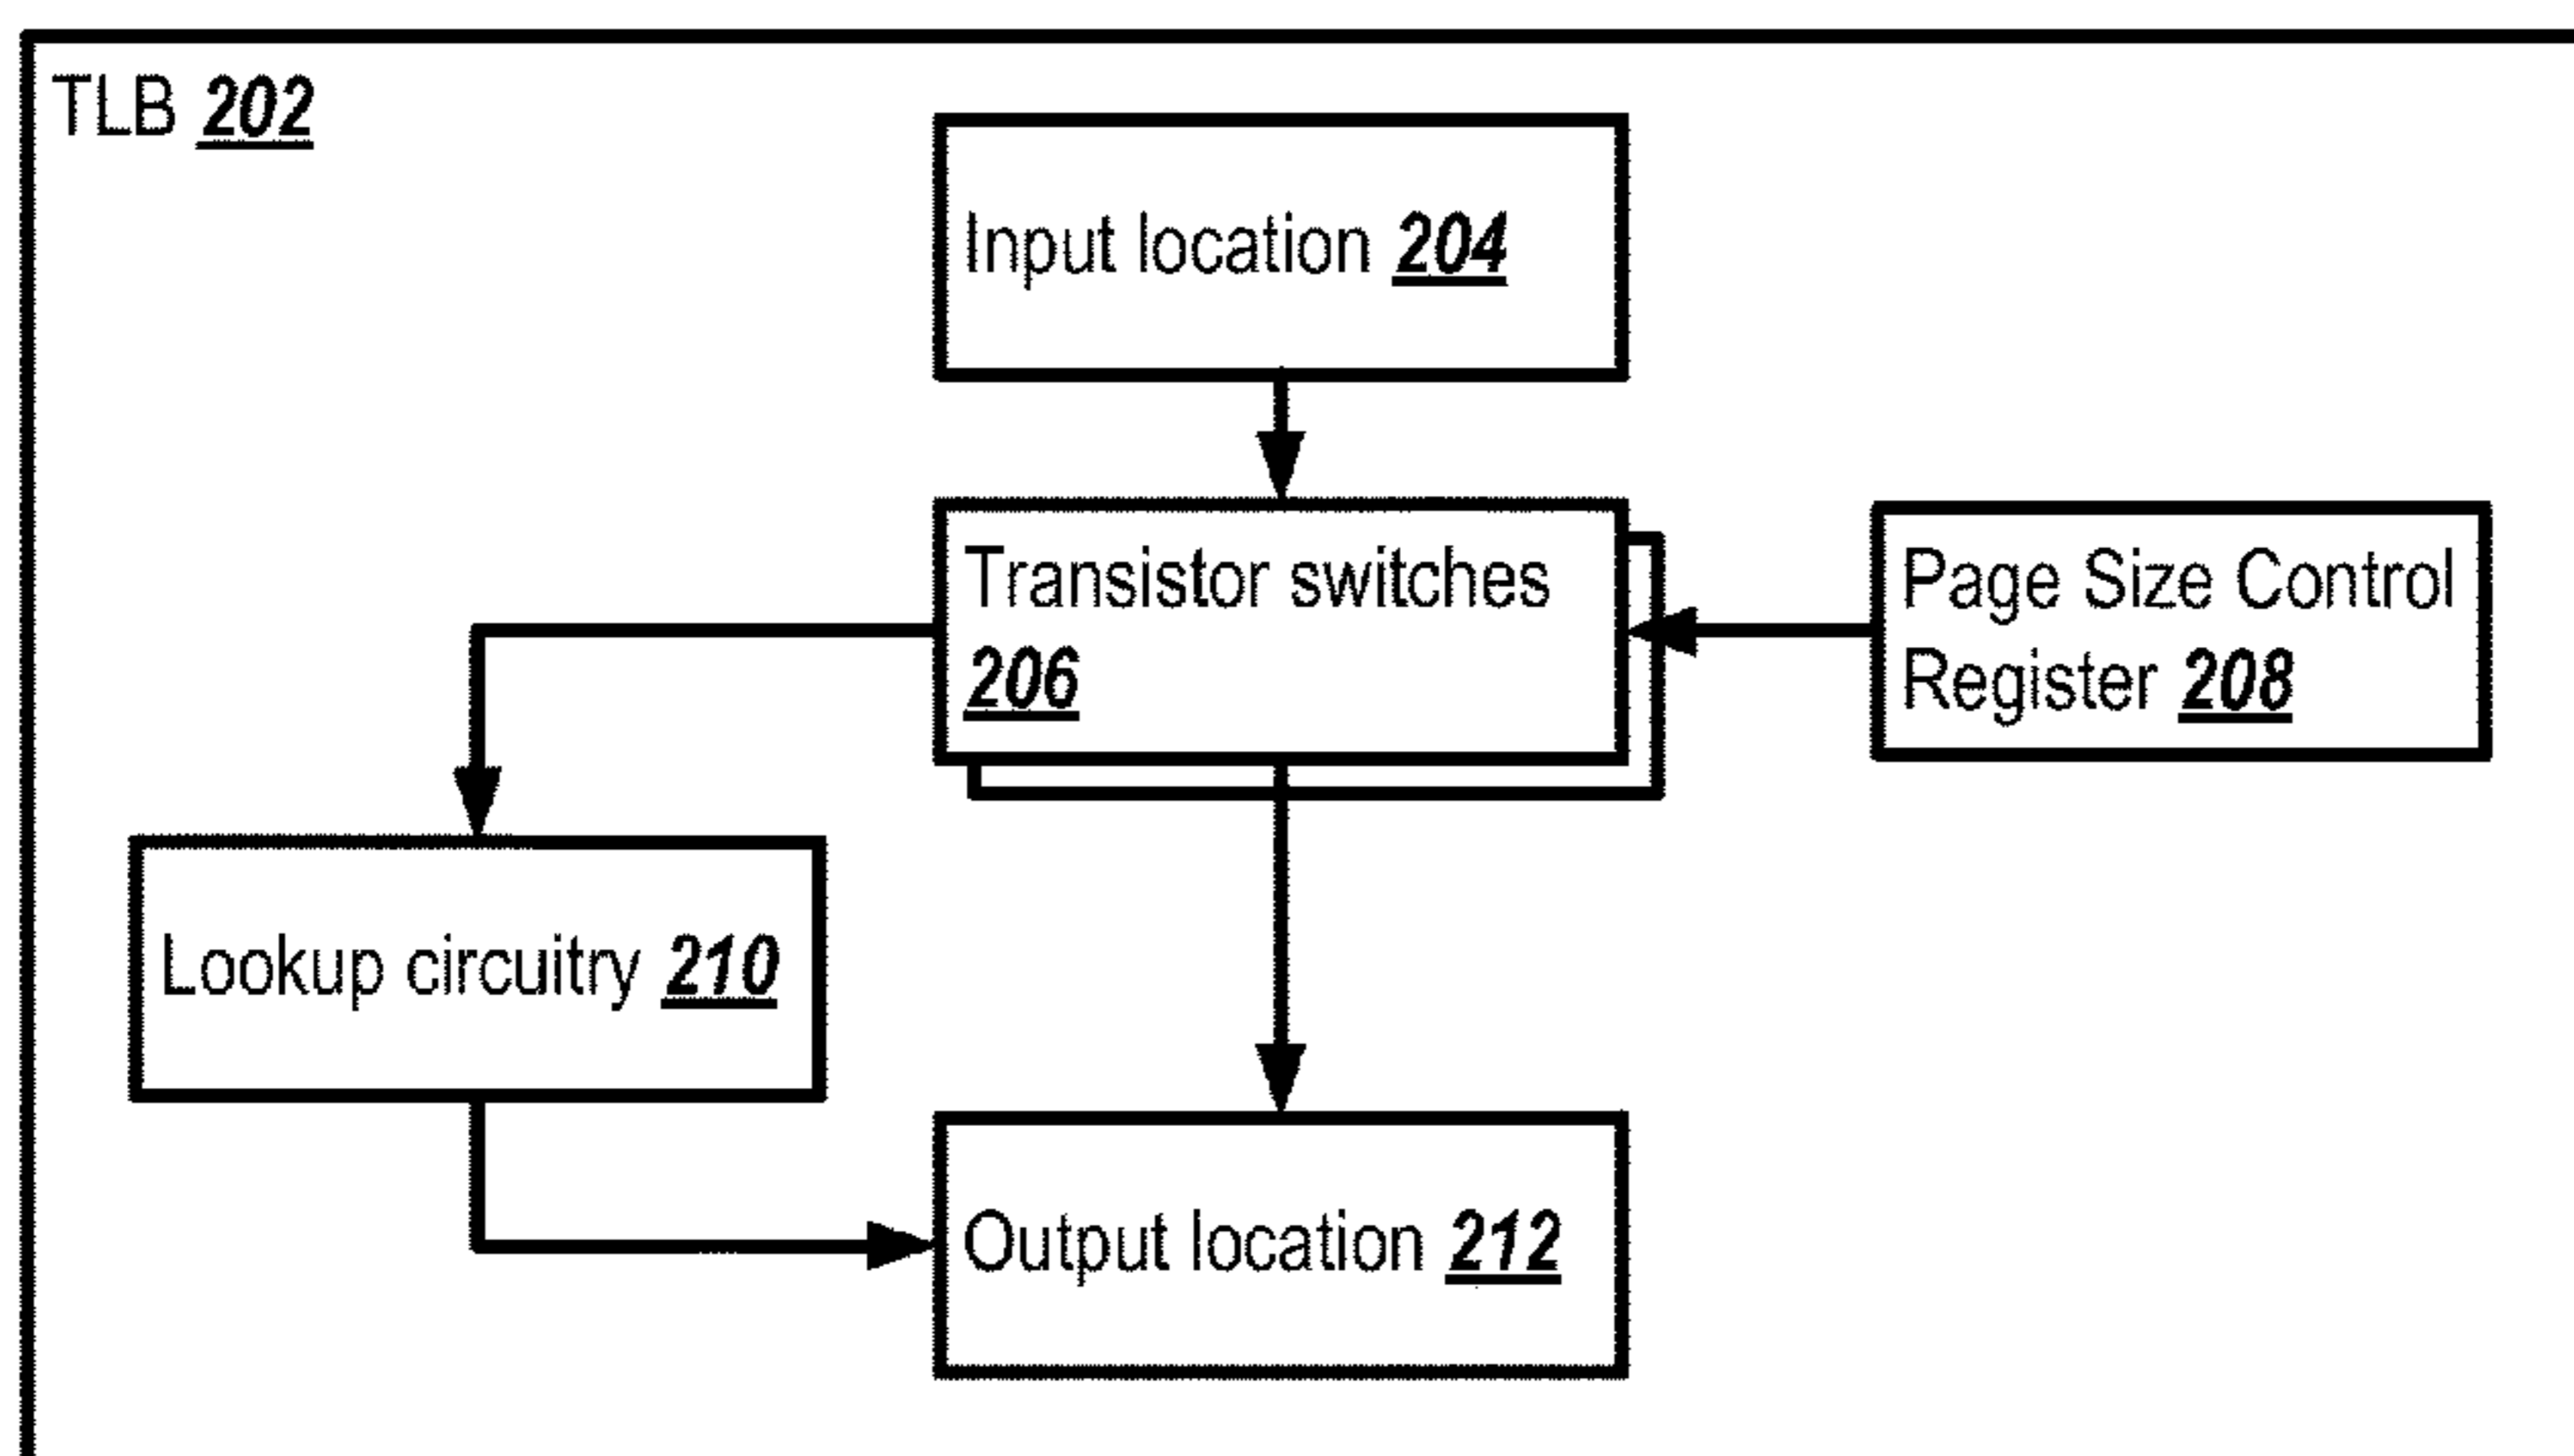 TLB 202
Input location 204
Transistor switches
206
Page Size Control
Register 208
Lookup circuitry 210
Output location 212